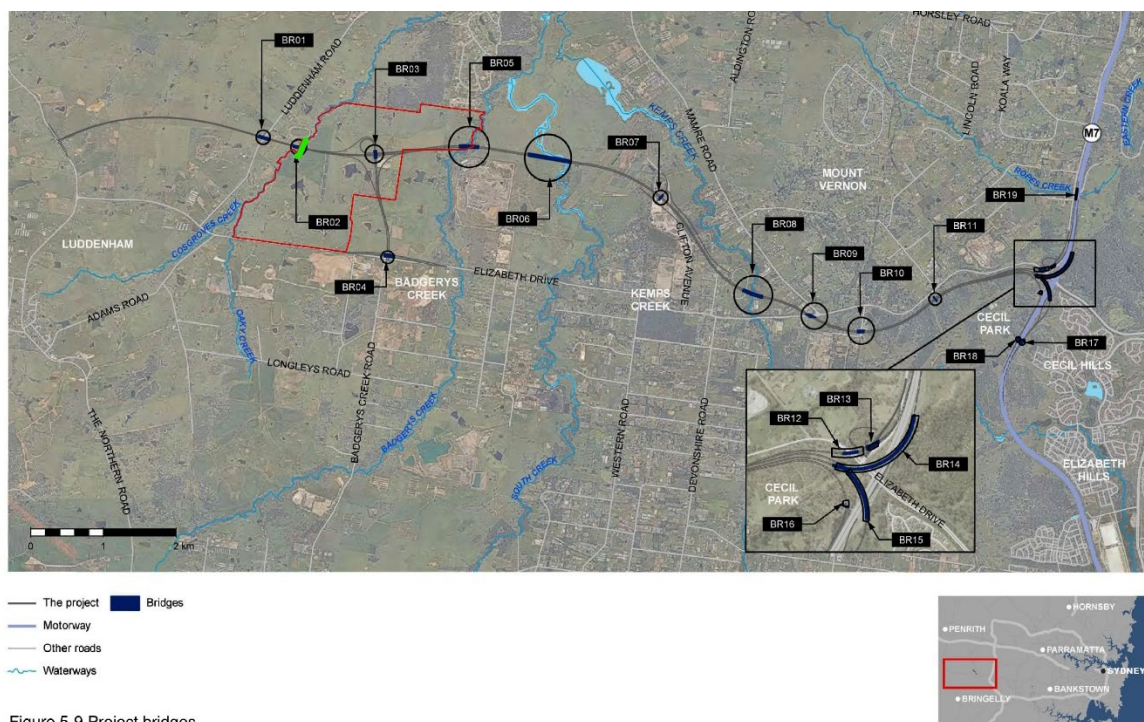 HORSLEY ROAD
ALDINGTON ROAD
BR01
LUDDENHAM ROAD
BR03
BR05
LINCOLN ROAD
KOALA WAY
EASTERN CREEK
M7
KEMPS CREEK
MAMRE ROAD
BR07
MOUNT
VERNON
ROPES CREEK
BR19
BR02
BR06
BR08
BR09
BR10
BR11
COSGROVES CREEK
LUDDENHAM
BR04
BADGERYS
CREEK
ELIZABETH DRIVE
CLIFTON AVENUE
KEMPS
CREEK
ADAMS ROAD
OAKY CREEK
CECIL
PARK
BR18
BR17
CECIL HILLS
LONGLEYS ROAD
BADGERYS CREEK ROAD
BADGERYS CREEK
THE NORTHERN ROAD
SOUTH CREEK
WESTERN ROAD
DEVONSHIRE ROAD
BR12
BR13
BR14
CECIL
PARK
ELIZABETH DRIVE
BR16
BR15
ELIZABETH
HILLS
0 1 2 km
The project
Bridges
Motorway
Other roads
Waterways
HORNSBY
PENRITH
PARRAMATTA
SYDNEY
BANKSTOWN
BRINGELLY
Figure 5-9 Project bridges